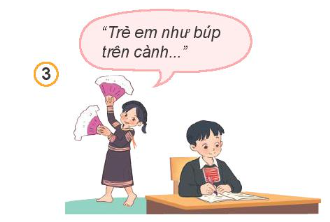 “Trẻ em như búp
trên cành...”
3